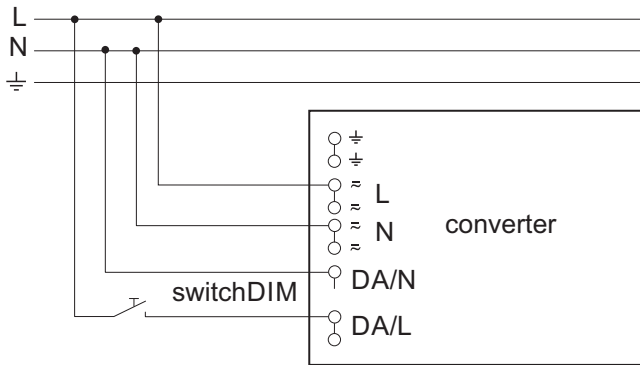 L
N
L
N
converter
switchDIM
DA/N
DA/L